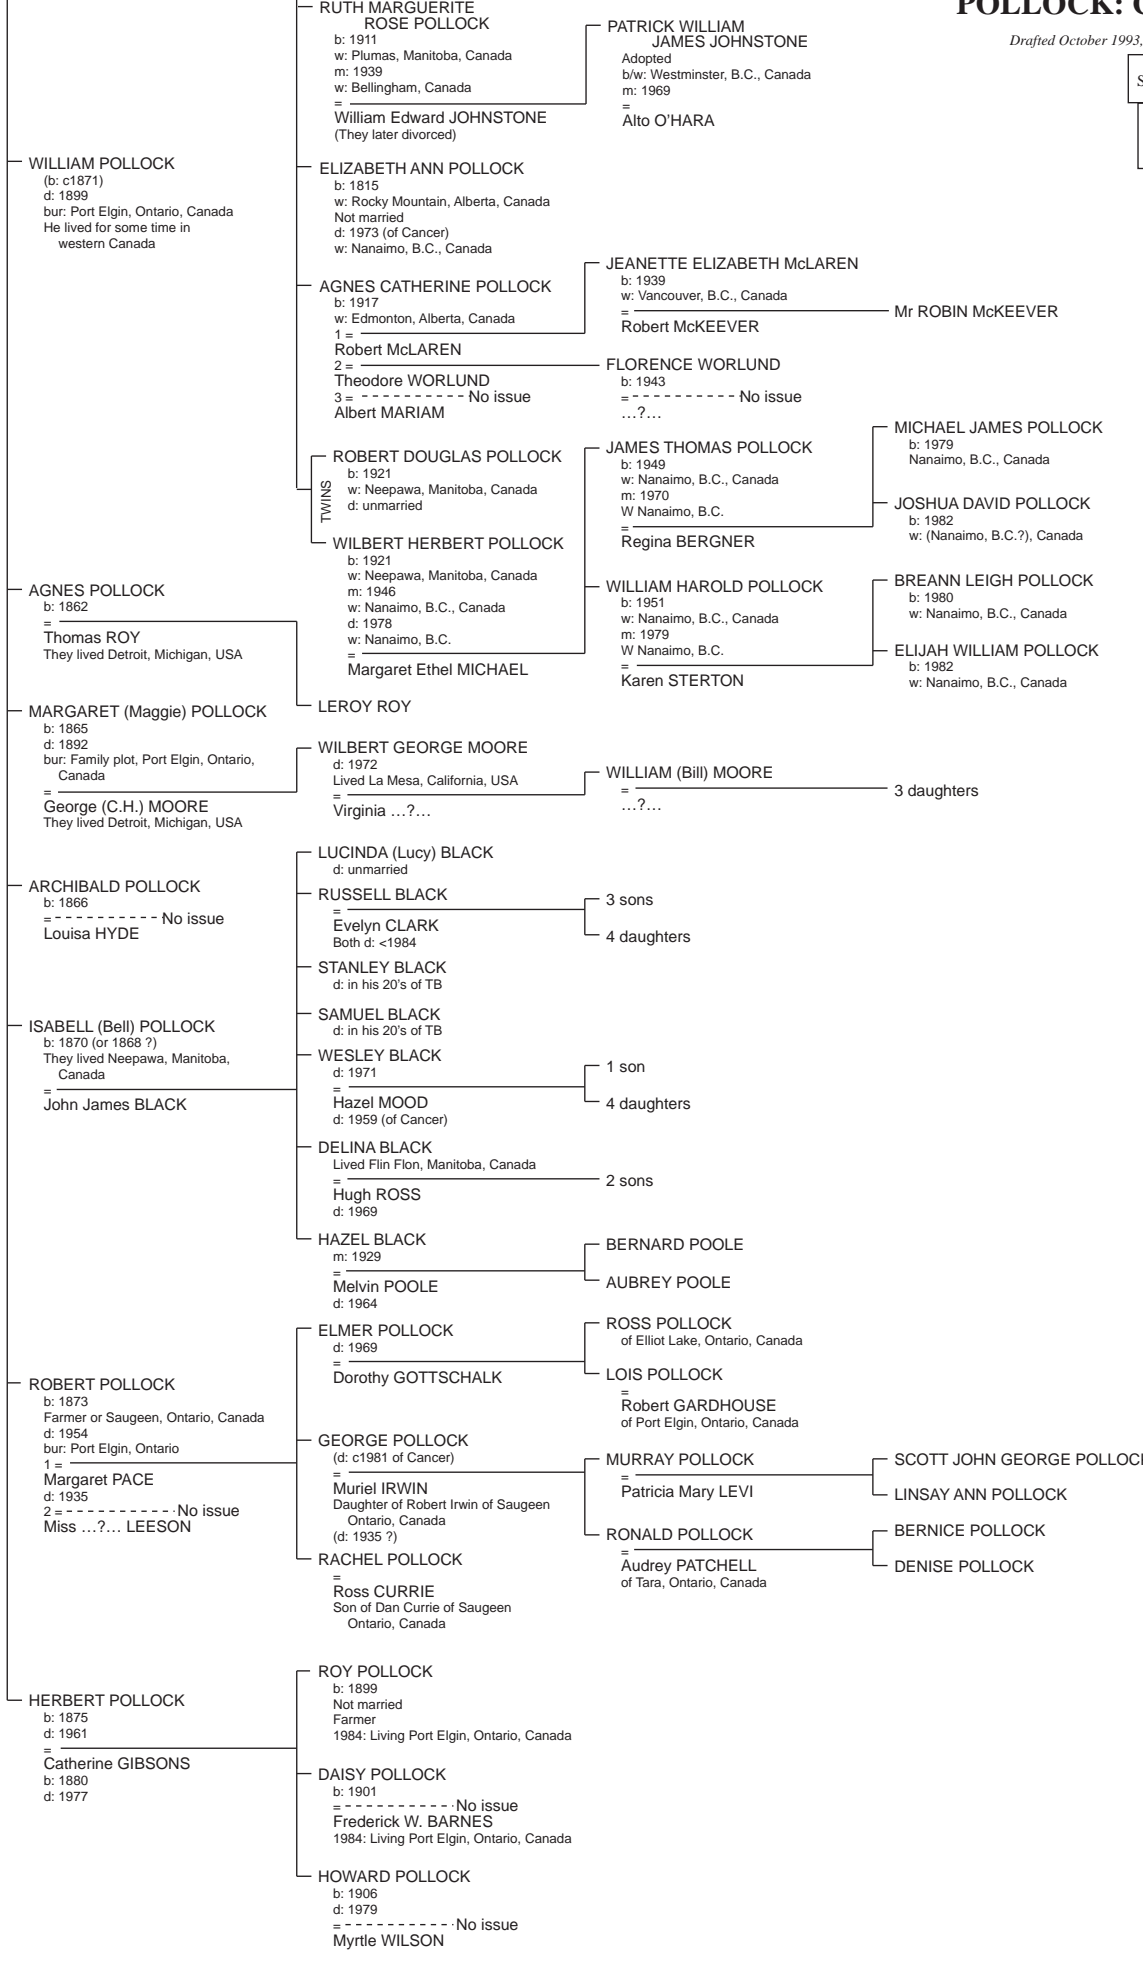 POLLOCK:
Drafted October 1993,
S
WILLIAM POLLOCK
(b: c1871)
d: 1899
bur: Port Elgin, Ontario, Canada
He lived for some time in
western Canada
AGNES POLLOCK
b: 1862
=
Thomas ROY
They lived Detroit, Michigan, USA
MARGARET (Maggie) POLLOCK
b: 1865
d: 1892
bur: Family plot, Port Elgin, Ontario,
Canada
=
George (C.H.) MOORE
They lived Detroit, Michigan, USA
ARCHIBALD POLLOCK
b: 1866
= No issue
Louisa HYDE
ISABELL (Bell) POLLOCK
b: 1870 (or 1868 ?)
They lived Neepawa, Manitoba,
Canada
=
John James BLACK
ROBERT POLLOCK
b: 1873
Farmer or Saugeen, Ontario, Canada
d: 1954
bur: Port Elgin, Ontario
1 =
Margaret PACE
d: 1935
2 = No issue
Miss …?… LEESON
HERBERT POLLOCK
b: 1875
d: 1961
=
Catherine GIBSONS
b: 1880
d: 1977
RUTH MARGUERITE
ROSE POLLOCK
b: 1911
w: Plumas, Manitoba, Canada
m: 1939
w: Bellingham, Canada
=
William Edward JOHNSTONE
(They later divorced)
ELIZABETH ANN POLLOCK
b: 1815
w: Rocky Mountain, Alberta, Canada
Not married
d: 1973 (of Cancer)
w: Nanaimo, B.C., Canada
AGNES CATHERINE POLLOCK
b: 1917
w: Edmonton, Alberta, Canada
1 =
Robert McLAREN
2 =
Theodore WORLUND
3 = No issue
Albert MARIAM
TWINS
ROBERT DOUGLAS POLLOCK
b: 1921
w: Neepawa, Manitoba, Canada
d: unmarried
WILBERT HERBERT POLLOCK
b: 1921
w: Neepawa, Manitoba, Canada
m: 1946
w: Nanaimo, B.C., Canada
d: 1978
w: Nanaimo, B.C.
=
Margaret Ethel MICHAEL
LEROY ROY
WILBERT GEORGE MOORE
d: 1972
Lived La Mesa, California, USA
=
Virginia …?…
LUCINDA (Lucy) BLACK
d: unmarried
RUSSELL BLACK
=
Evelyn CLARK
Both d: <1984
STANLEY BLACK
d: in his 20's of TB
SAMUEL BLACK
d: in his 20's of TB
WESLEY BLACK
d: 1971
=
Hazel MOOD
d: 1959 (of Cancer)
DELINA BLACK
Lived Flin Flon, Manitoba, Canada
=
Hugh ROSS
d: 1969
HAZEL BLACK
m: 1929
=
Melvin POOLE
d: 1964
ELMER POLLOCK
d: 1969
=
Dorothy GOTTSCHALK
GEORGE POLLOCK
(d: c1981 of Cancer)
=
Muriel IRWIN
Daughter of Robert Irwin of Saugeen
Ontario, Canada
(d: 1935 ?)
RACHEL POLLOCK
=
Ross CURRIE
Son of Dan Currie of Saugeen
Ontario, Canada
ROY POLLOCK
b: 1899
Not married
Farmer
1984: Living Port Elgin, Ontario, Canada
DAISY POLLOCK
b: 1901
= No issue
Frederick W. BARNES
1984: Living Port Elgin, Ontario, Canada
HOWARD POLLOCK
b: 1906
d: 1979
= No issue
Myrtle WILSON
PATRICK WILLIAM
JAMES JOHNSTONE
Adopted
b/w: Westminster, B.C., Canada
m: 1969
=
Alto O'HARA
JEANETTE ELIZABETH McLAREN
b: 1939
w: Vancouver, B.C., Canada
=
Robert McKEEVER
FLORENCE WORLUND
b: 1943
= No issue
…?…
JAMES THOMAS POLLOCK
b: 1949
w: Nanaimo, B.C., Canada
m: 1970
W Nanaimo, B.C.
=
Regina BERGNER
WILLIAM HAROLD POLLOCK
b: 1951
w: Nanaimo, B.C., Canada
m: 1979
W Nanaimo, B.C.
=
Karen STERTON
WILLIAM (Bill) MOORE
=
…?…
3 sons
4 daughters
1 son
4 daughters
2 sons
BERNARD POOLE
AUBREY POOLE
ROSS POLLOCK
of Elliot Lake, Ontario, Canada
LOIS POLLOCK
=
Robert GARDHOUSE
of Port Elgin, Ontario, Canada
MURRAY POLLOCK
=
Patricia Mary LEVI
RONALD POLLOCK
=
Audrey PATCHELL
of Tara, Ontario, Canada
Mr ROBIN McKEEVER
MICHAEL JAMES POLLOCK
b: 1979
Nanaimo, B.C., Canada
JOSHUA DAVID POLLOCK
b: 1982
w: (Nanaimo, B.C.?), Canada
BREANN LEIGH POLLOCK
b: 1980
w: Nanaimo, B.C., Canada
ELIJAH WILLIAM POLLOCK
b: 1982
w: Nanaimo, B.C., Canada
3 daughters
SCOTT JOHN GEORGE POLLOCK
LINSAY ANN POLLOCK
BERNICE POLLOCK
DENISE POLLOCK